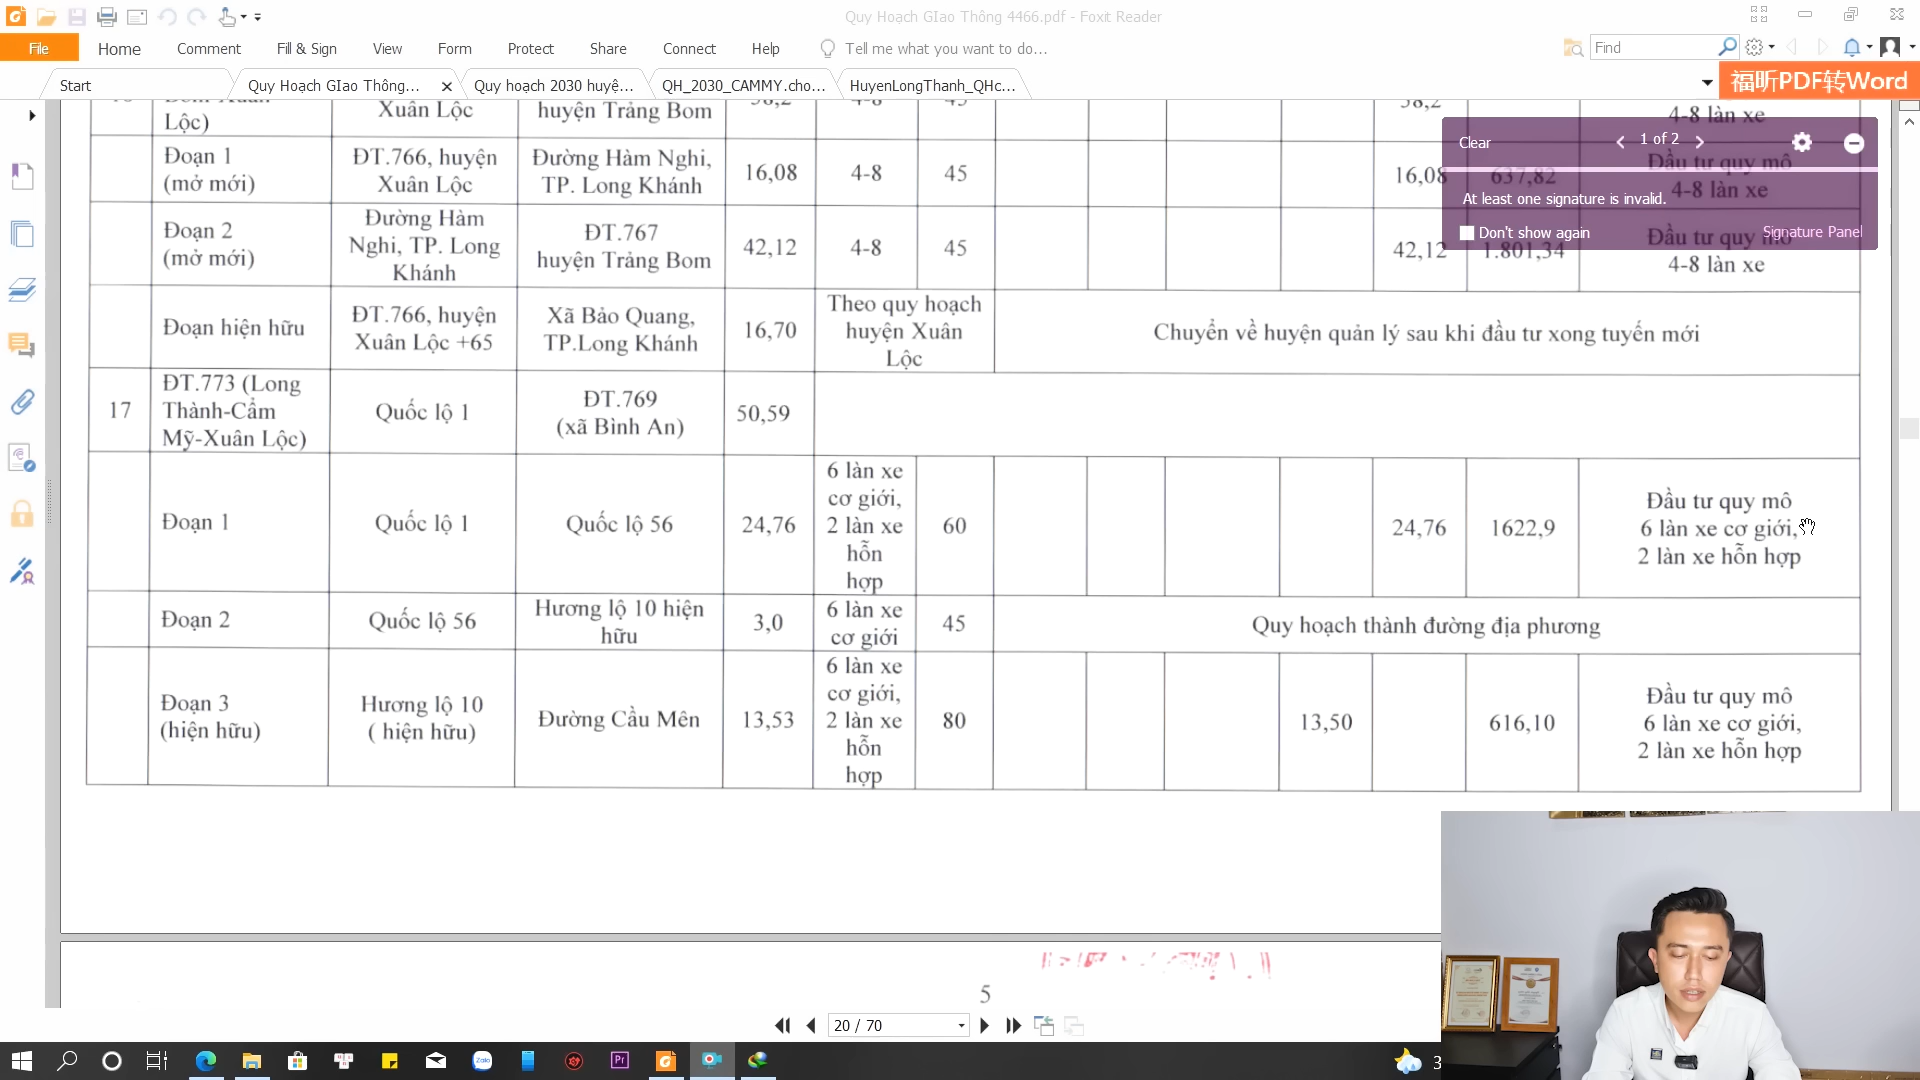 Quy Hoạch GIao Thông 4466.pdf - Foxit Reader
File Home Comment Fill & Sign View Form Protect Share Connect Help Tell me what you want to do... Find
Start Quy Hoạch GIao Thông... Quy hoạch 2030 huyệ... QH_2030_CAMMY.cho... HuyenLongThanh_QHc...
福昕PDF转Word
Lộc)
Xuân Lộc
huyện Trảng Bom
4-8 làn xe
Clear
1 of 2
At least one signature is invalid.
Don't show again
Signature Panel
Đoạn 1
(mở mới)
ĐT.766, huyện
Xuân Lộc
Đường Hàm Nghi,
TP. Long Khánh
16,08
4-8
45
16,08
637,82
Đầu tư quy mô
4-8 làn xe
Đoạn 2
(mở mới)
Đường Hàm
Nghi, TP. Long
Khánh
ĐT.767
huyện Trảng Bom
42,12
4-8
45
42,12
1.801,34
Đầu tư quy mô
4-8 làn xe
Đoạn hiện hữu
ĐT.766, huyện
Xuân Lộc +65
Xã Bảo Quang,
TP.Long Khánh
16,70
Theo quy hoạch
huyện Xuân
Lộc
Chuyển về huyện quản lý sau khi đầu tư xong tuyến mới
17
ĐT.773 (Long
Thành-Cẩm
Mỹ-Xuân Lộc)
Quốc lộ 1
ĐT.769
(xã Bình An)
50,59
Đoạn 1
Quốc lộ 1
Quốc lộ 56
24,76
6 làn xe
cơ giới,
2 làn xe
hỗn
hợp
60
24,76
1622,9
Đầu tư quy mô
6 làn xe cơ giới,
2 làn xe hỗn hợp
Đoạn 2
Quốc lộ 56
Hương lộ 10 hiện
hữu
3,0
6 làn xe
cơ giới
45
Quy hoạch thành đường địa phương
Đoạn 3
(hiện hữu)
Hương lộ 10
( hiện hữu)
Đường Cầu Mên
13,53
6 làn xe
cơ giới,
2 làn xe
hỗn
hợp
80
13,50
616,10
Đầu tư quy mô
6 làn xe cơ giới,
2 làn xe hỗn hợp
5
20 / 70
Zalo
Pr
3